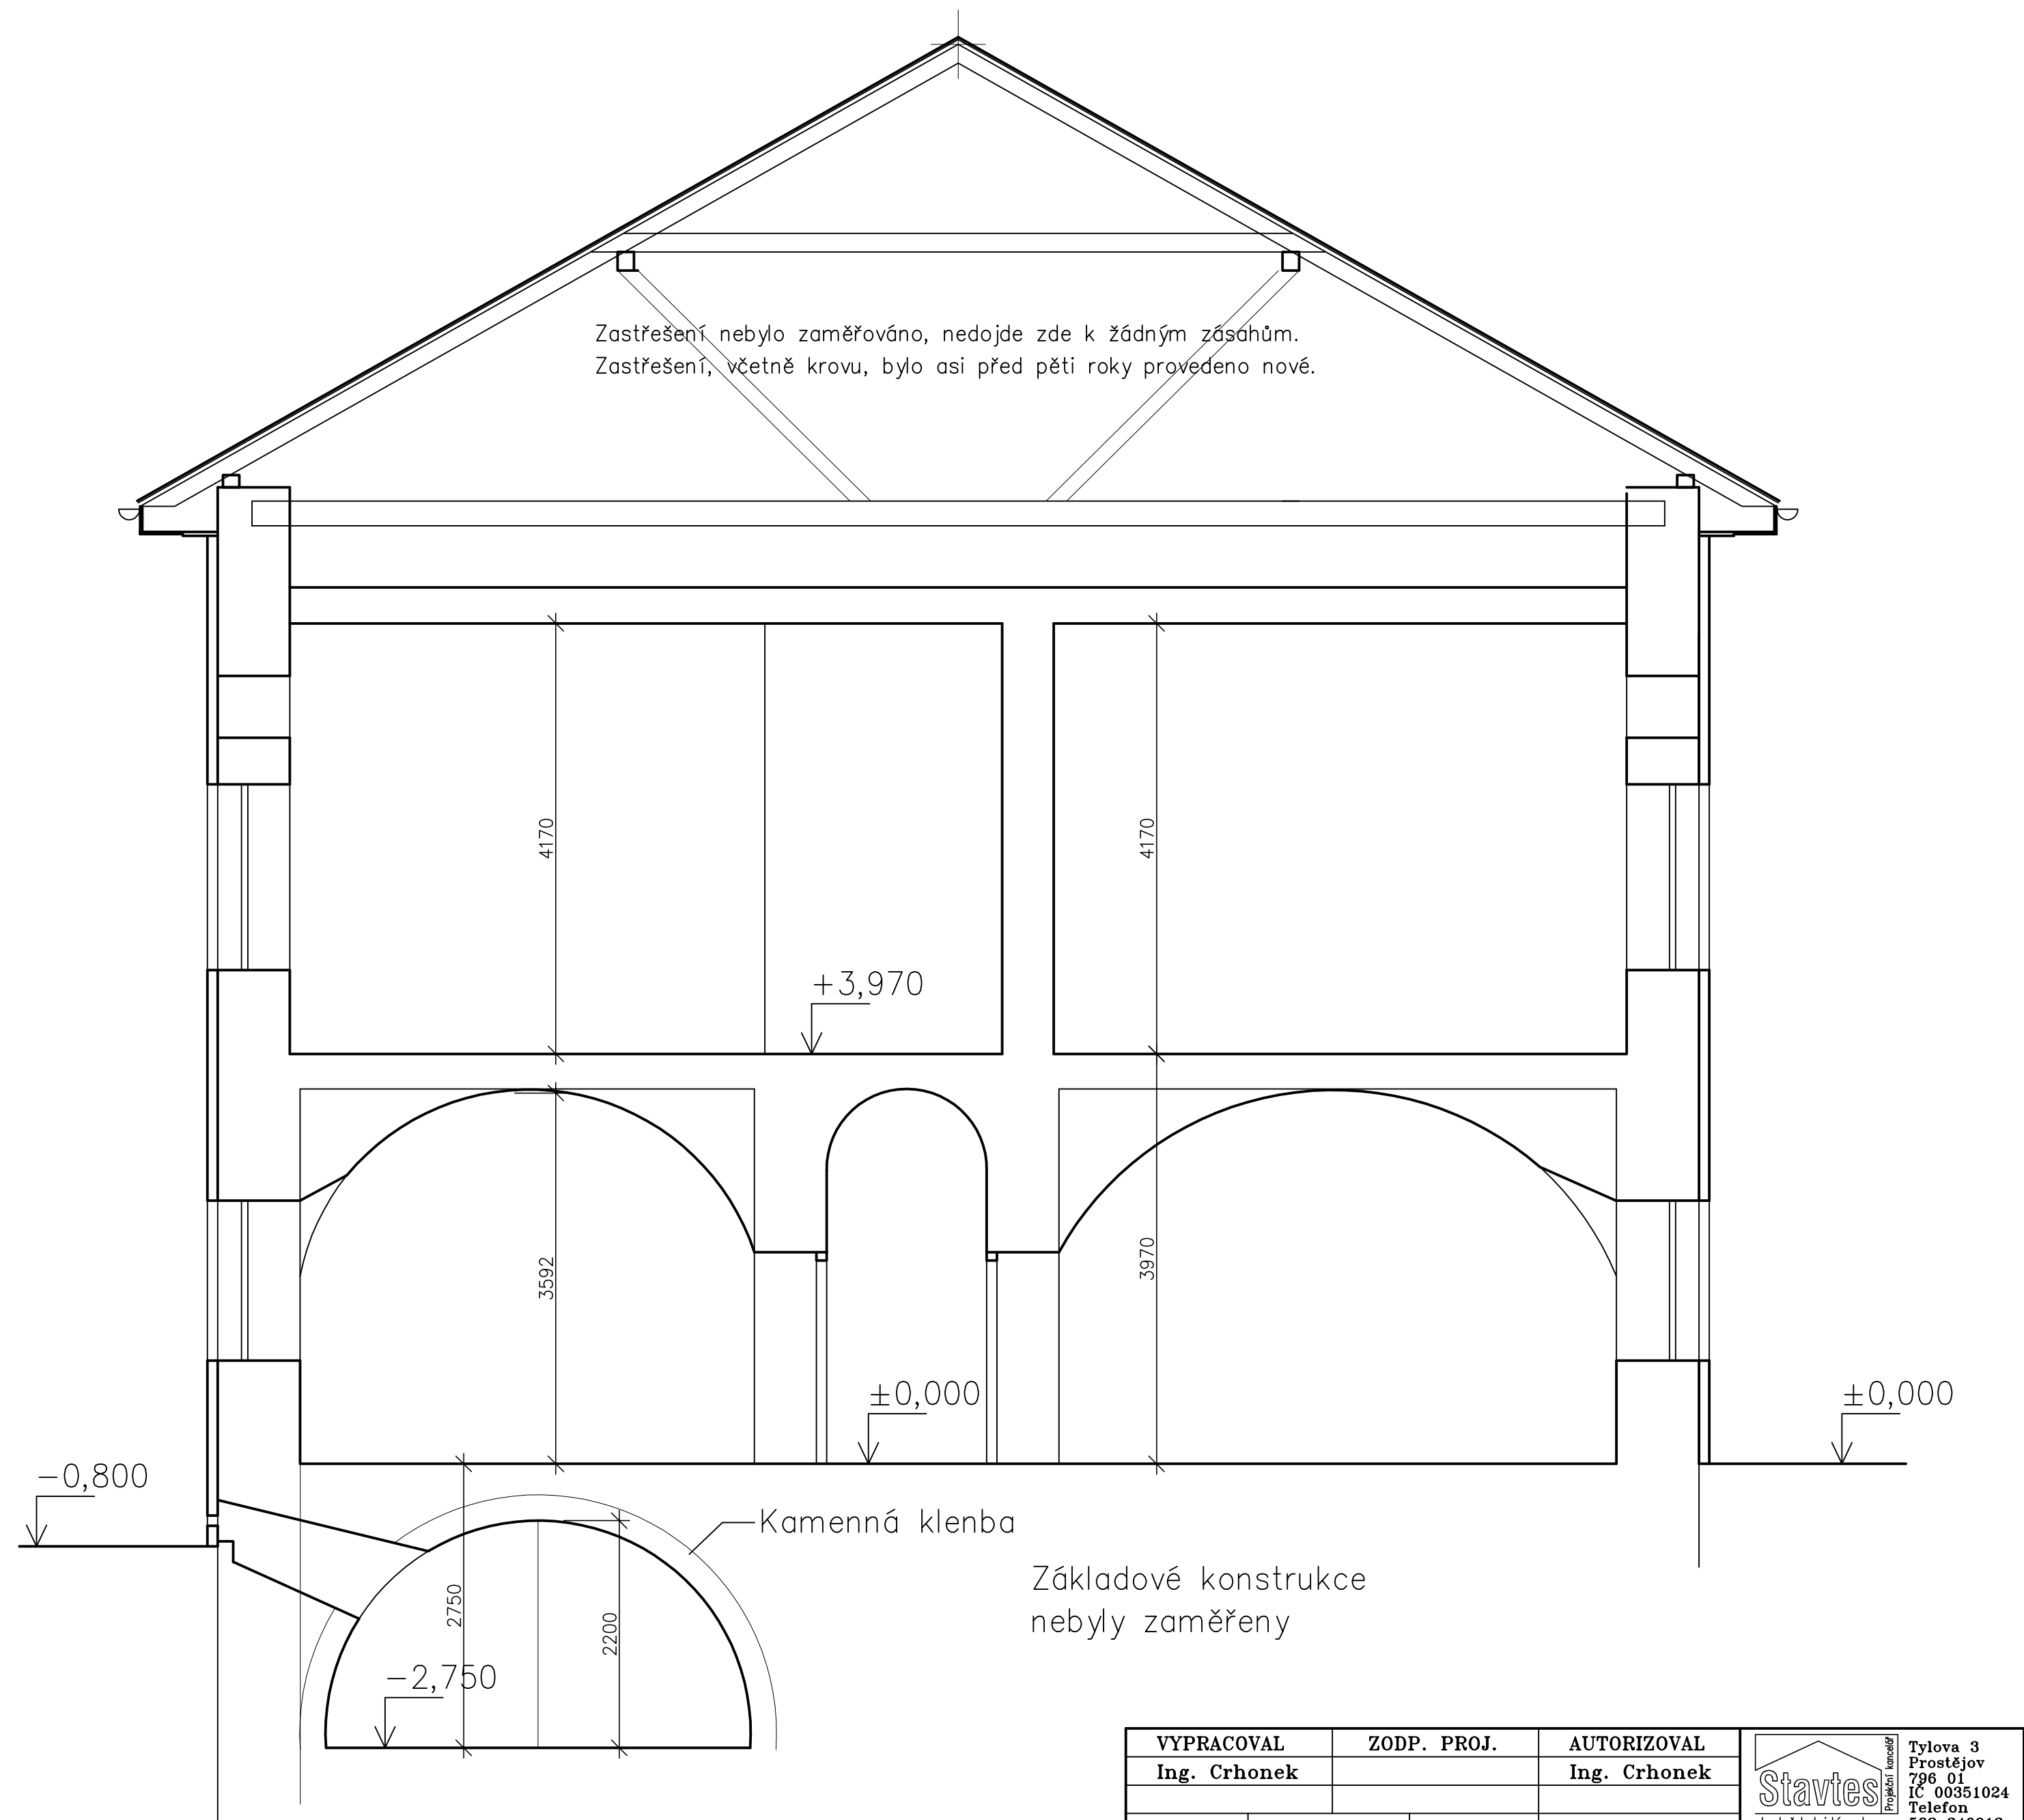 Zastřešení nebylo zaměřováno, nedojde zde k žádným zásahům.
Zastřešení, včetně krovu, bylo asi před pěti roky provedeno nové.
4170
4170
+3,970
3592
3970
±0,000
±0,000
-0,800
Kamenná klenba
Základové konstrukce
nebyly zaměřeny
2750
2200
-2,750
VYPRACOVAL ZODP. PROJ. AUTORIZOVAL
Ing. Crhonek Ing. Crhonek
Stavtes
Projekční kancelář
Tylova 3
Prostějov
796 01
IČ 00351024
Telefon